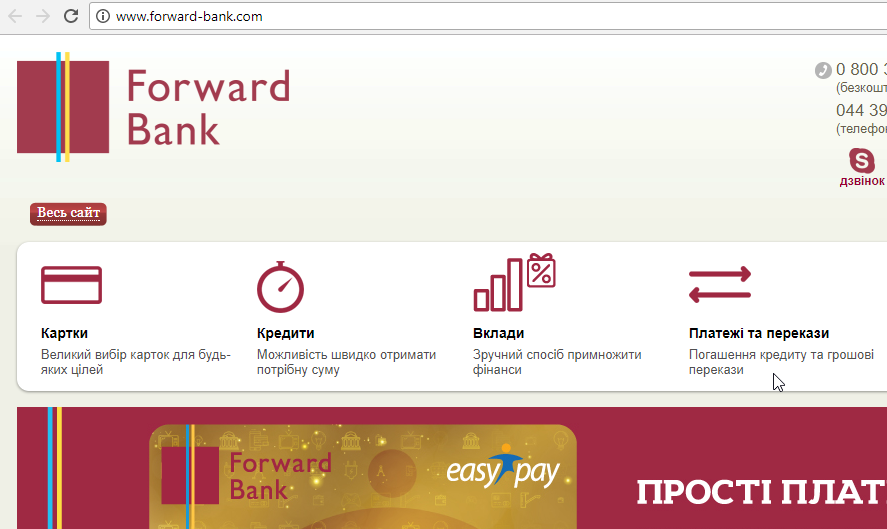 www.forward-bank.com
Forward
Bank
0 800 3
(безкошт
044 39
(телефо
дзвінок
Весь сайт
Картки
Великий вибір карток для будь-
яких цілей
Кредити
Можливість швидко отримати
потрібну суму
Вклади
Зручний спосіб примножити
фінанси
Платежі та перекази
Погашення кредиту та грошові
перекази
Forward
Bank
easy pay
ПРОСТІ ПЛАТ